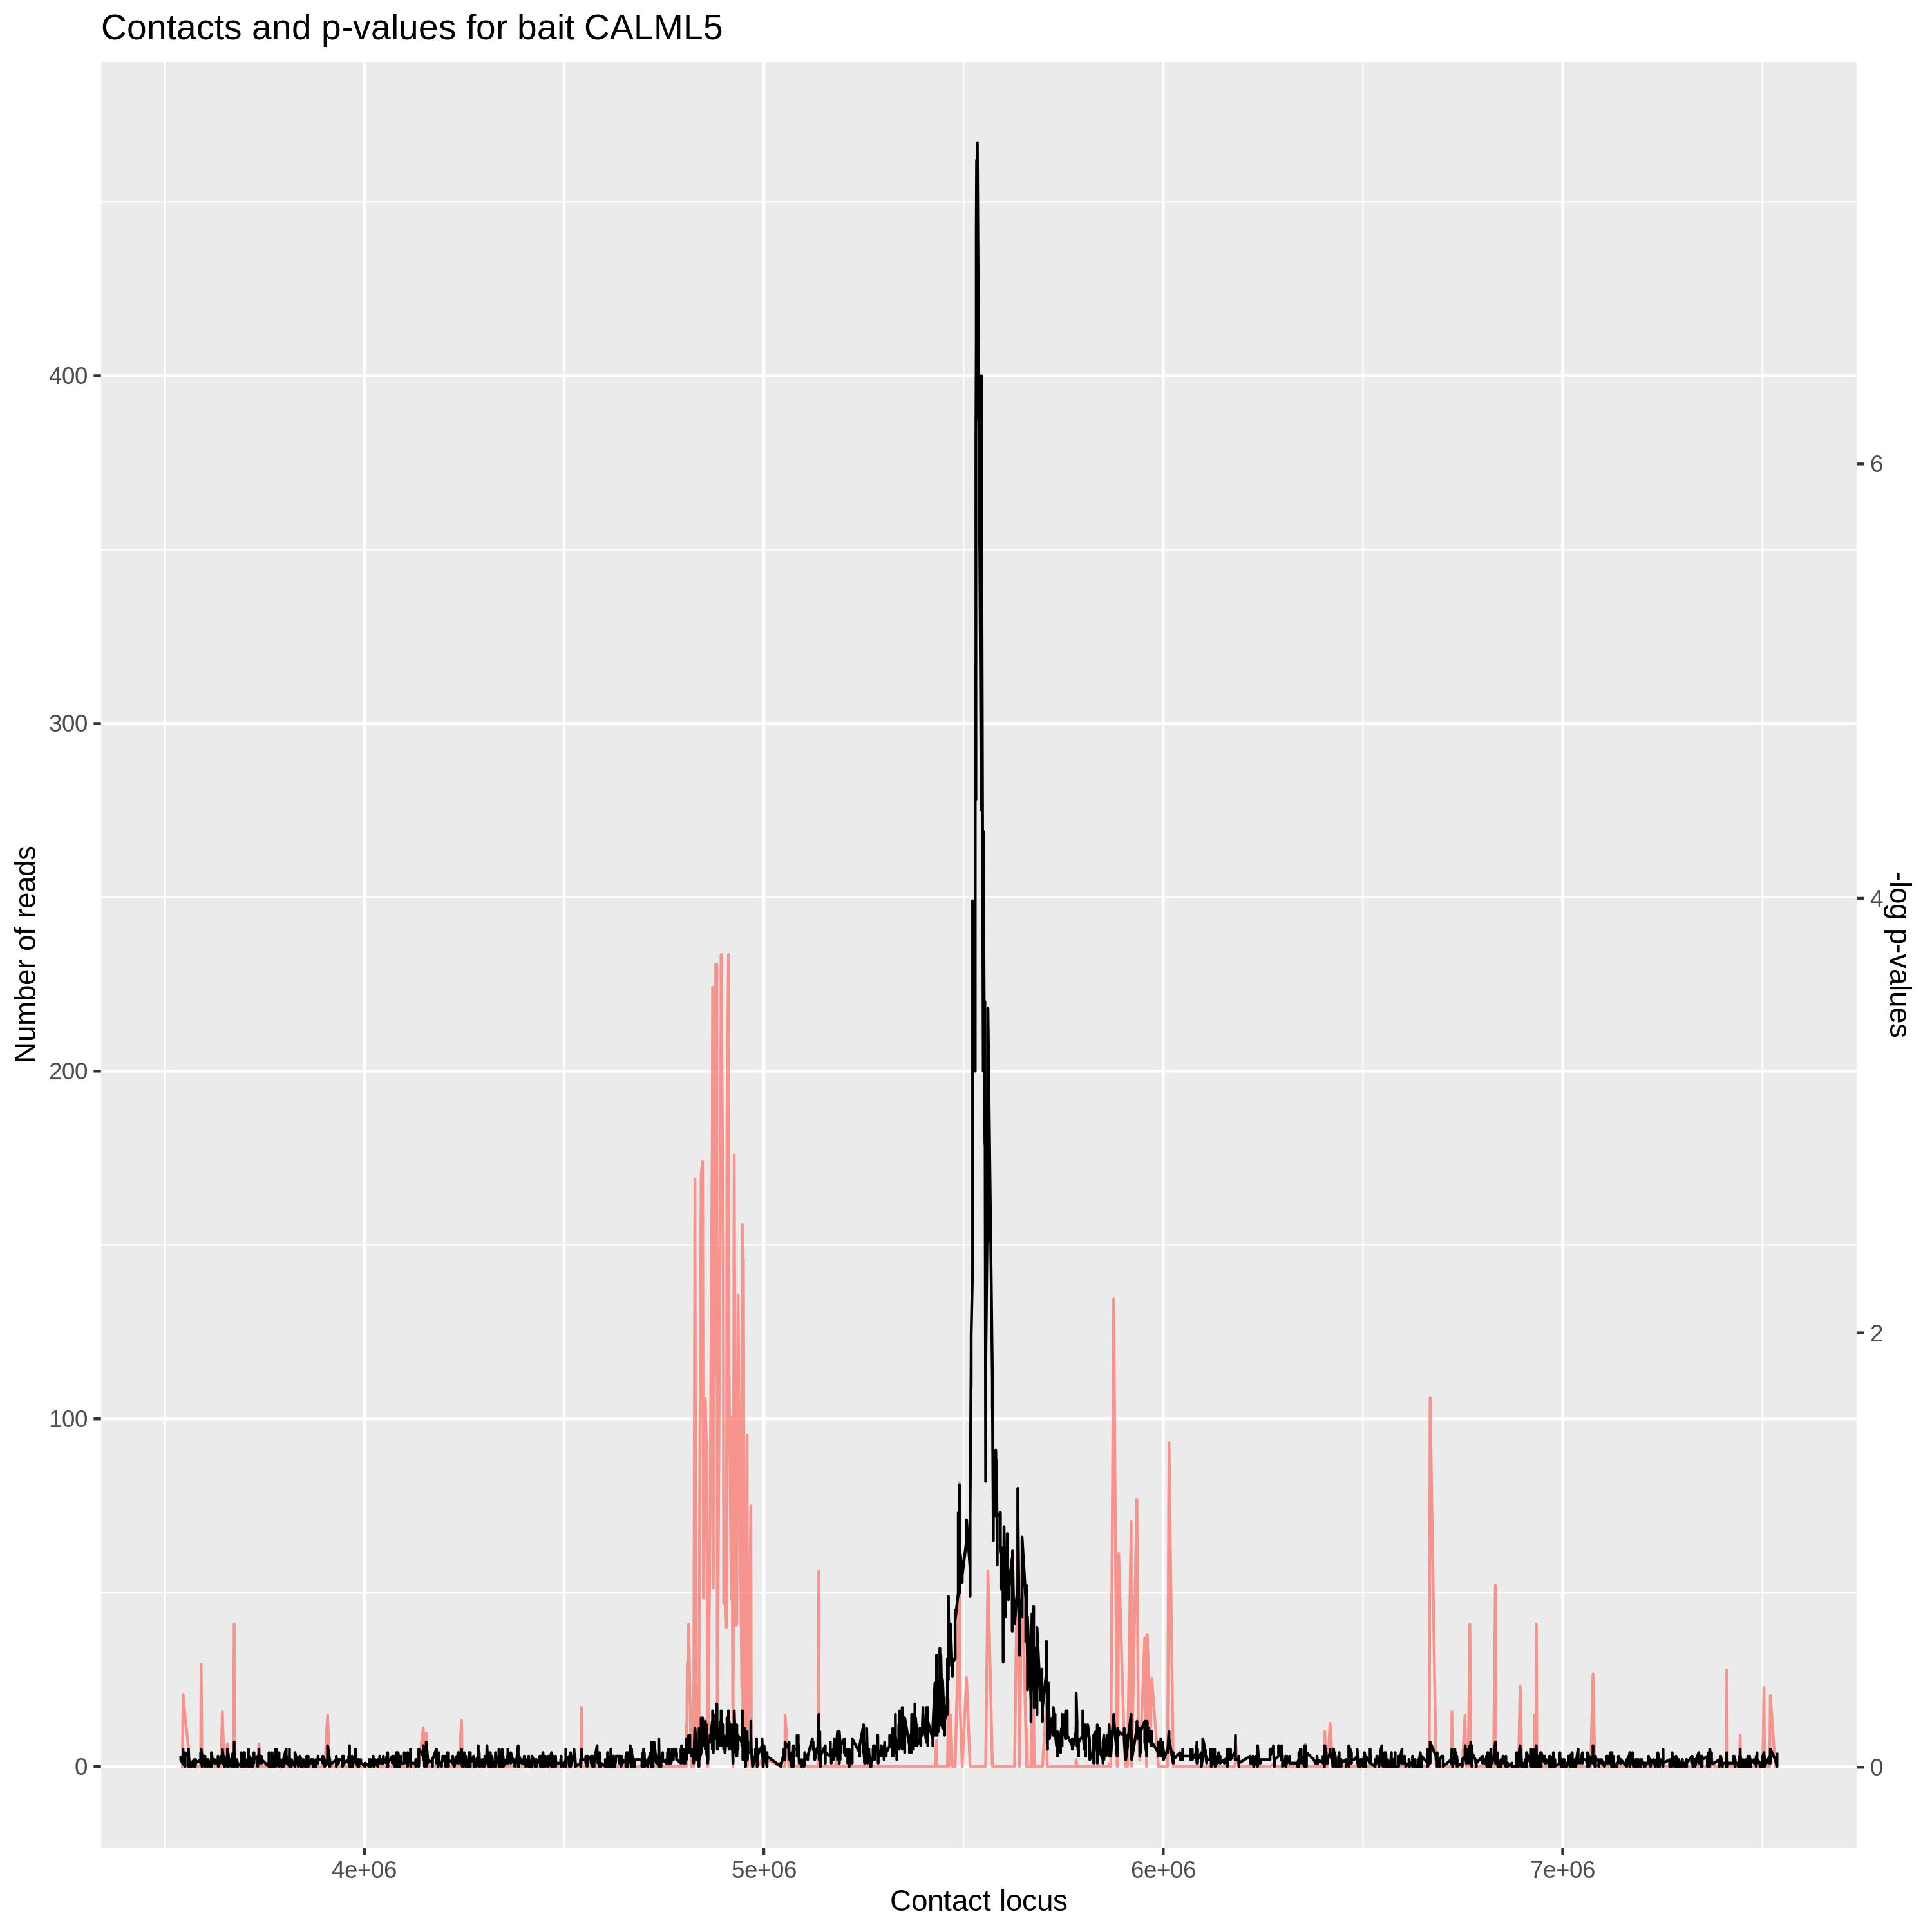 Contacts and p-values for bait CALML5
Number of reads
400
300
200
100
0
6
4
2
0
-log p-values
4e+06
5e+06
6e+06
7e+06
Contact locus